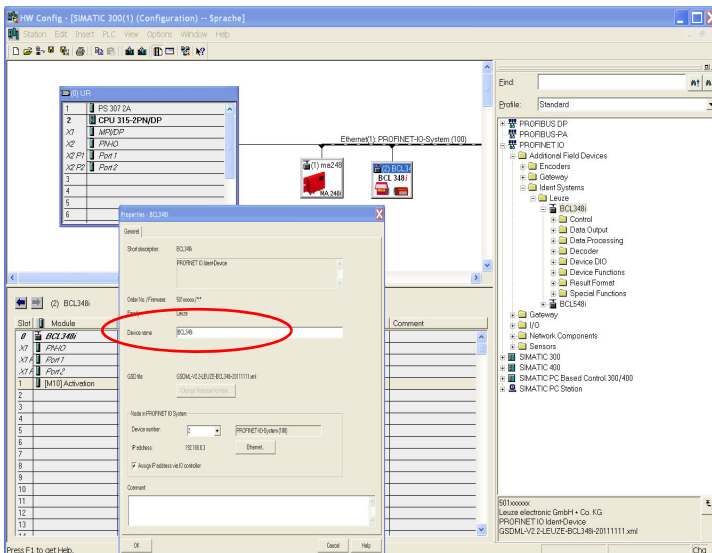 HW Config - [SIMATIC 300(1) (Configuration) -- Sprache]
Station Edit Insert PLC View Options Window Help
(0) UR
1 PS 307 2A
2 CPU 315-2PN/DP
X1 MPI/DP
X2 PN-IO
X2 P1 Port 1
X2 P2 Port 2
3
4
5
6
Ethernet(1): PROFINET-IO-System (100)
(1) ma248
MA 248i
(2) BCL34
BCL 348i
Find:
Profile: Standard
PROFIBUS DP
PROFIBUS-PA
PROFINET IO
Additional Field Devices
Encoders
Gateway
Ident Systems
Leuze
BCL348i
Control
Data Output
Data Processing
Decoder
Device DIO
Device Functions
Result Format
Special Functions
BCL548i
Gateway
I/O
Network Components
Sensors
SIMATIC 300
SIMATIC 400
SIMATIC PC Based Control 300/400
SIMATIC PC Station
(2) BCL348i
Slot Module
Comment
0 BCL348i
X1 PN-IO
X1 Port 1
X1 Port 2
1 [M10] Activation
2
3
4
5
6
7
8
9
10
11
12
13
14
Properties - BCL348i
General
Short description: BCL348i
PROFINET IO Ident-Device
Order No. / Firmware: 501xxxxx / **
Leuze
Device name: BCL348i
GSD file: GSDML-V2.2-LEUZE-BCL348i-20111111.xml
Change Release Number...
Node in PROFINET IO System
Device number: 2 PROFINET-IO-System (100)
IP address: 192.168.0.3 Ethernet...
Assign IP address via IO controller
Comment:
OK Cancel Help
501xxxxxx
Leuze electronic GmbH + Co. KG
PROFINET IO Ident-Device
GSDML-V2.2-LEUZE-BCL348i-20111111.xml
Press F1 to get Help.
Chg